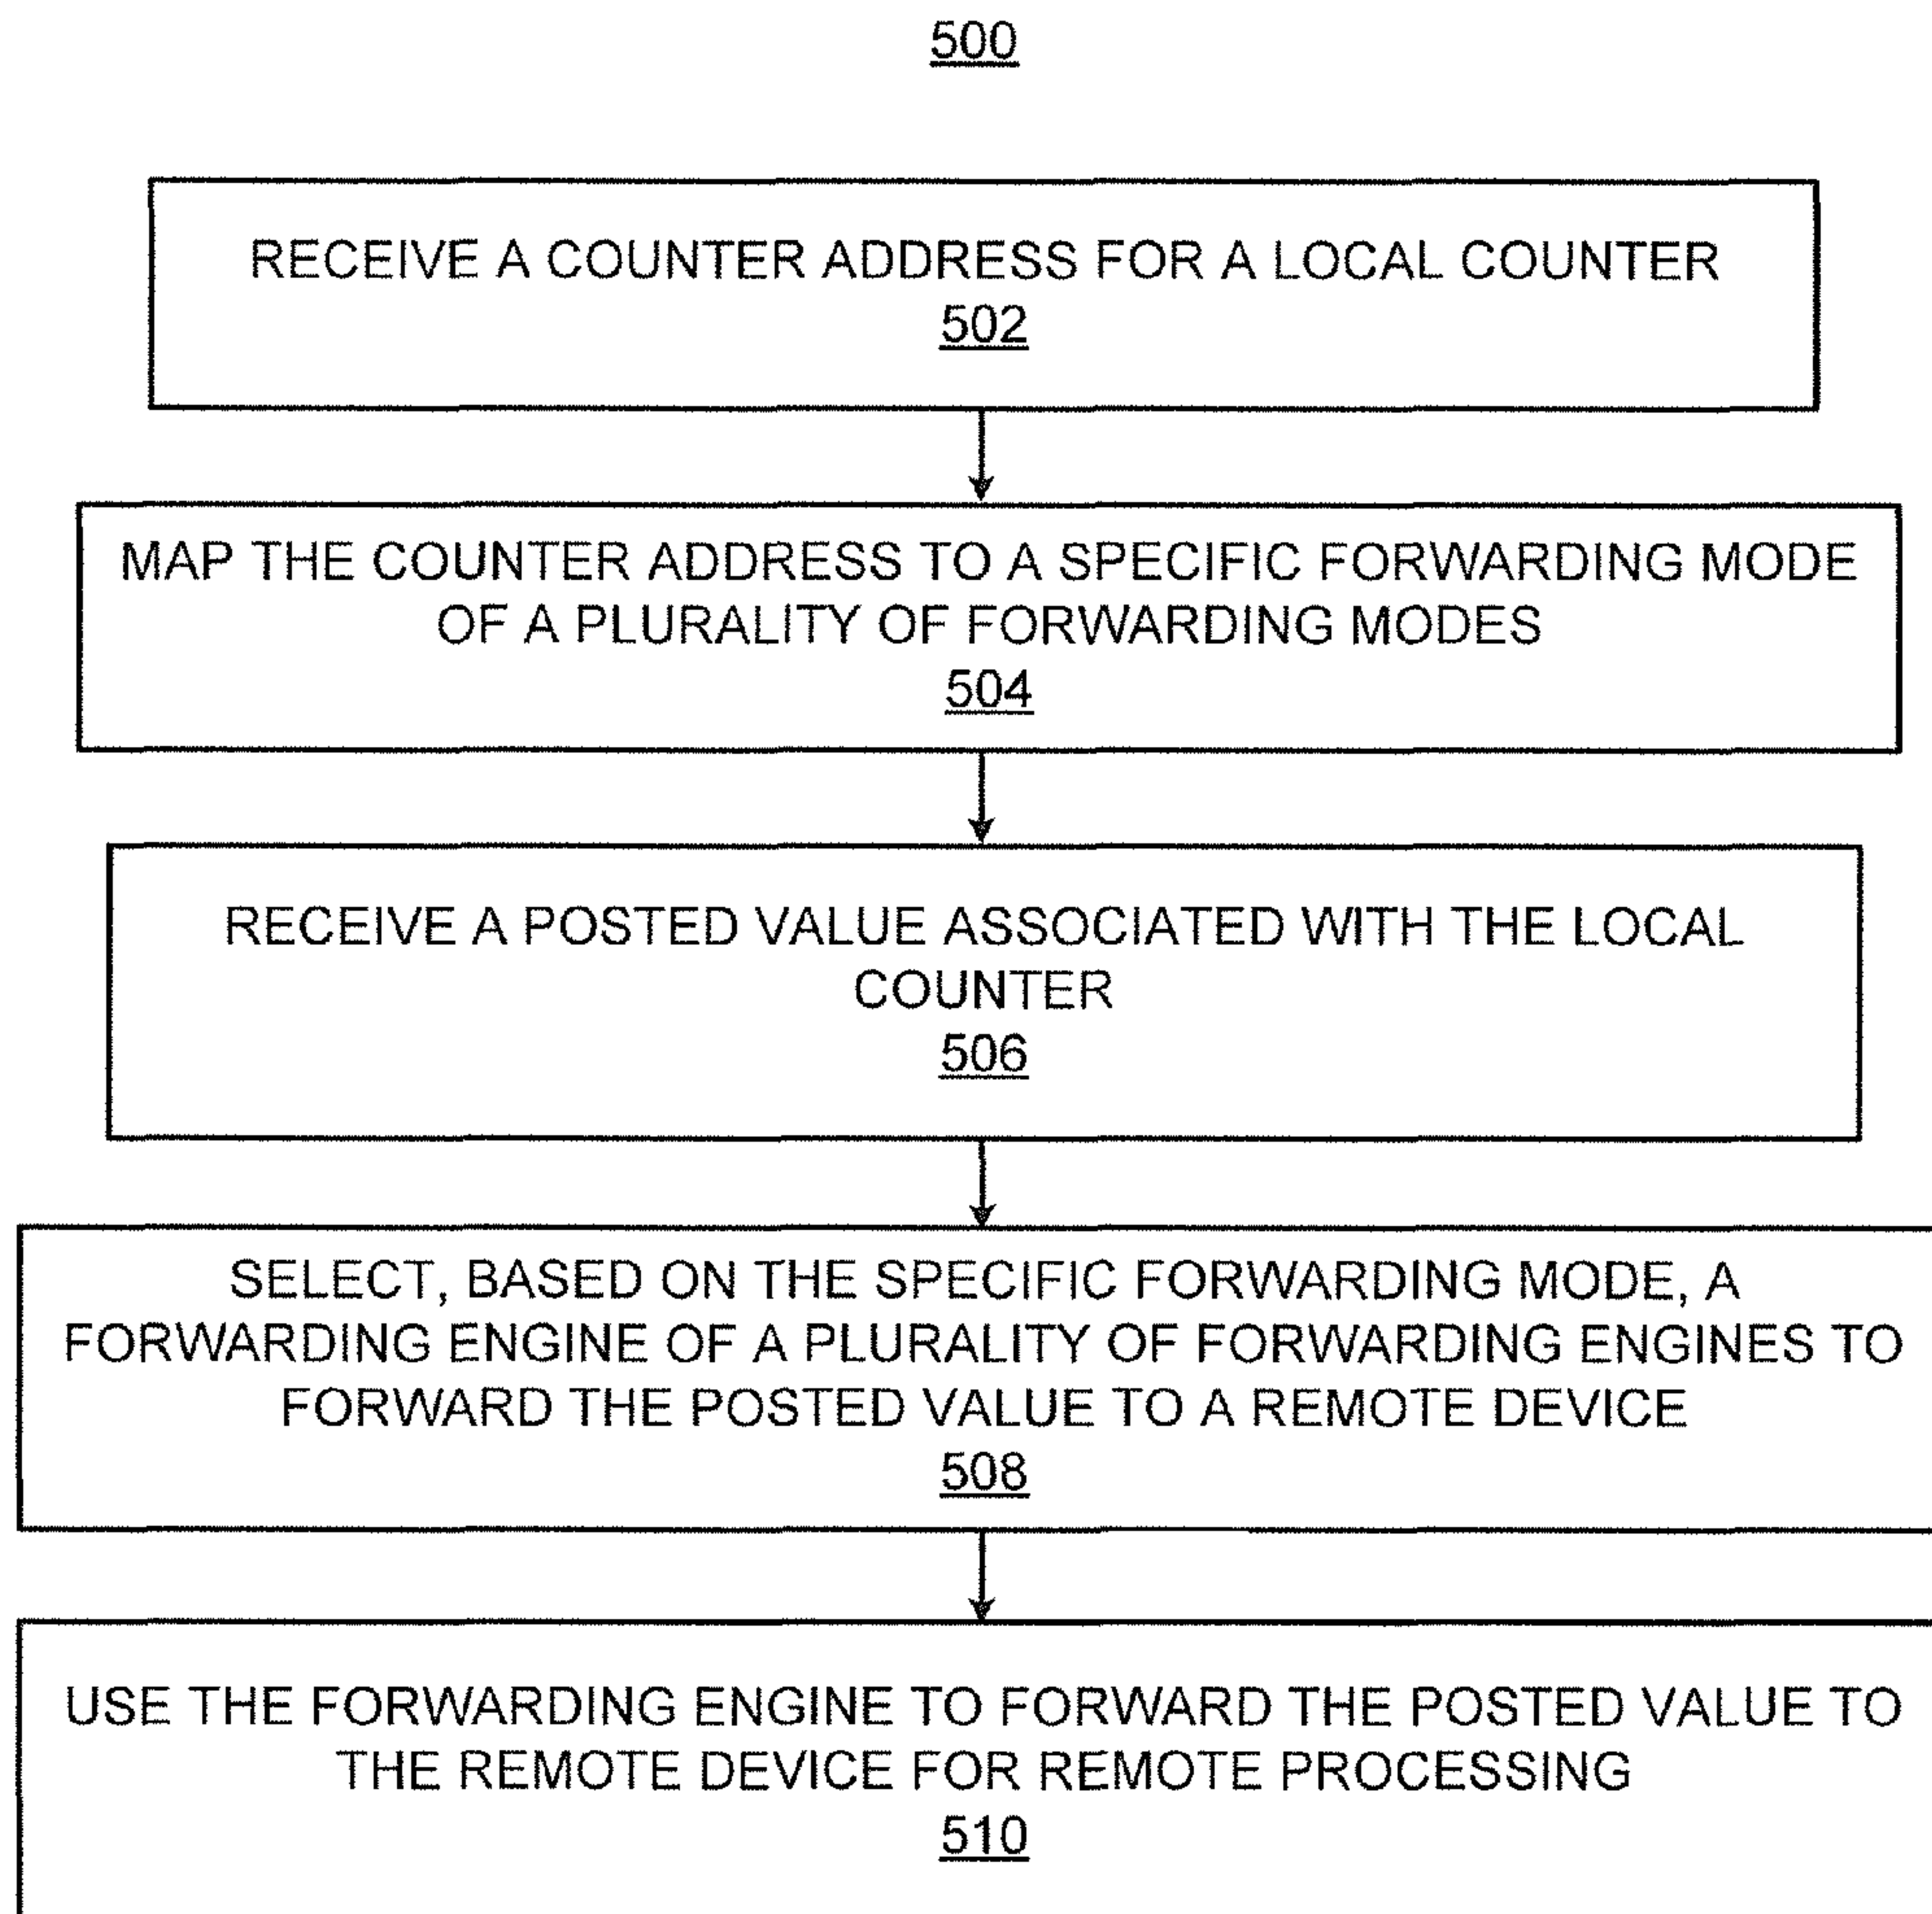 500
RECEIVE A COUNTER ADDRESS FOR A LOCAL COUNTER
502
MAP THE COUNTER ADDRESS TO A SPECIFIC FORWARDING MODE
OF A PLURALITY OF FORWARDING MODES
504
RECEIVE A POSTED VALUE ASSOCIATED WITH THE LOCAL
COUNTER
506
SELECT, BASED ON THE SPECIFIC FORWARDING MODE, A
FORWARDING ENGINE OF A PLURALITY OF FORWARDING ENGINES TO
FORWARD THE POSTED VALUE TO A REMOTE DEVICE
508
USE THE FORWARDING ENGINE TO FORWARD THE POSTED VALUE TO
THE REMOTE DEVICE FOR REMOTE PROCESSING
510